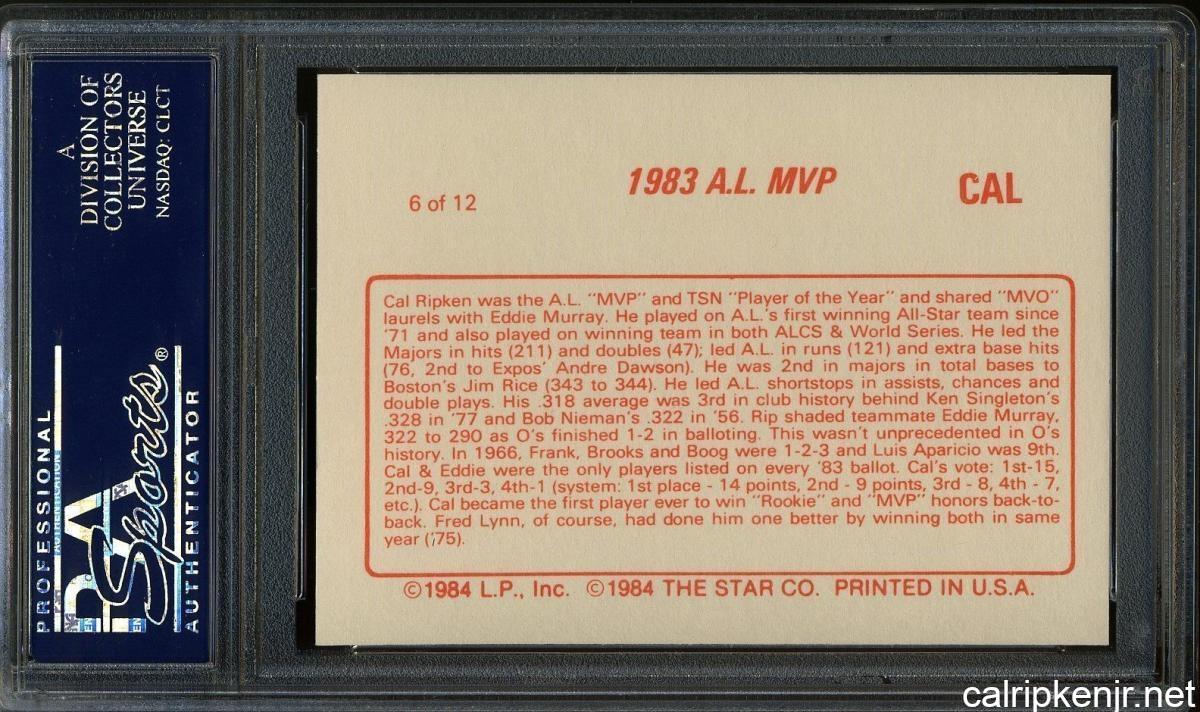 A
DIVISION OF
COLLECTORS
UNIVERSE
NASDAQ: CLCT
PROFESSIONAL
Sports®
AUTHENTICATOR
6 of 12
1983 A.L. MVP
CAL
Cal Ripken was the A.L. "MVP" and TSN "Player of the Year" and shared "MVO"
laurels with Eddie Murray. He played on A.L.'s first winning All-Star team since
'71 and also played on winning team in both ALCS & World Series. He led the
Majors in hits (211) and doubles (47); led A.L. in runs (121) and extra base hits
(76, 2nd to Expos' Andre Dawson). He was 2nd in majors in total bases to
Boston's Jim Rice (343 to 344). He led A.L. shortstops in assists, chances and
double plays. His .318 average was 3rd in club history behind Ken Singleton's
.328 in '77 and Bob Nieman's .322 in '56. Rip shaded teammate Eddie Murray,
322 to 290 as O's finished 1-2 in balloting. This wasn't unprecedented in O's
history. In 1966, Frank, Brooks and Boog were 1-2-3 and Luis Aparicio was 9th.
Cal & Eddie were the only players listed on every '83 ballot. Cal's vote: 1st-15,
2nd-9, 3rd-3, 4th-1 (system: 1st place - 14 points, 2nd - 9 points, 3rd - 8, 4th - 7,
etc.). Cal became the first player ever to win "Rookie" and "MVP" honors back-to-
back. Fred Lynn, of course, had done him one better by winning both in same
year ('75).
©1984 L.P., Inc. ©1984 THE STAR CO. PRINTED IN U.S.A.
calripkenjr.net